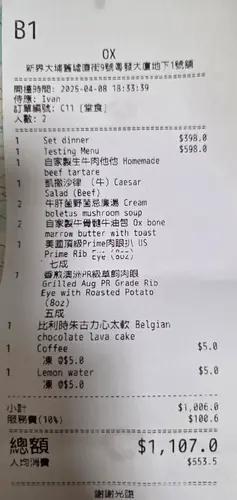 B1
OX
新界大埔舊墟直街9號粵發大廈地下1號舖
開檯時間: 2025-04-08 18:33:39
侍應: Ivan
訂單編號: C11 [堂食]
人數: 2
1 Set dinner $398.0
1 Testing Menu $598.0
1 自家製生牛肉他他 Homemade
beef tartare
1 凱撒沙律 (牛) Caesar
Salad (Beef)
2 牛肝菌野菌忌廉湯 Cream
boletus mushroom soup
2 自家製牛骨髓牛油包 Ox bone
marrow butter with toast
1 美國頂級Prime肉眼扒 US
Prime Rib Eye (8oz)
七成
1 香煎澳洲PR級草飼肉眼
Grilled Aug PR Grade Rib
Eye with Roasted Potato
(8oz)
五成
1 比利時朱古力心太軟 Belgian
chocolate lava cake
1 Coffee $5.0
凍 @$5.0
1 Lemon water $5.0
凍 @$5.0
小計 $1,006.0
服務費(10%) $100.6
總額 $1,107.0
人均消費 $553.5
謝謝光臨